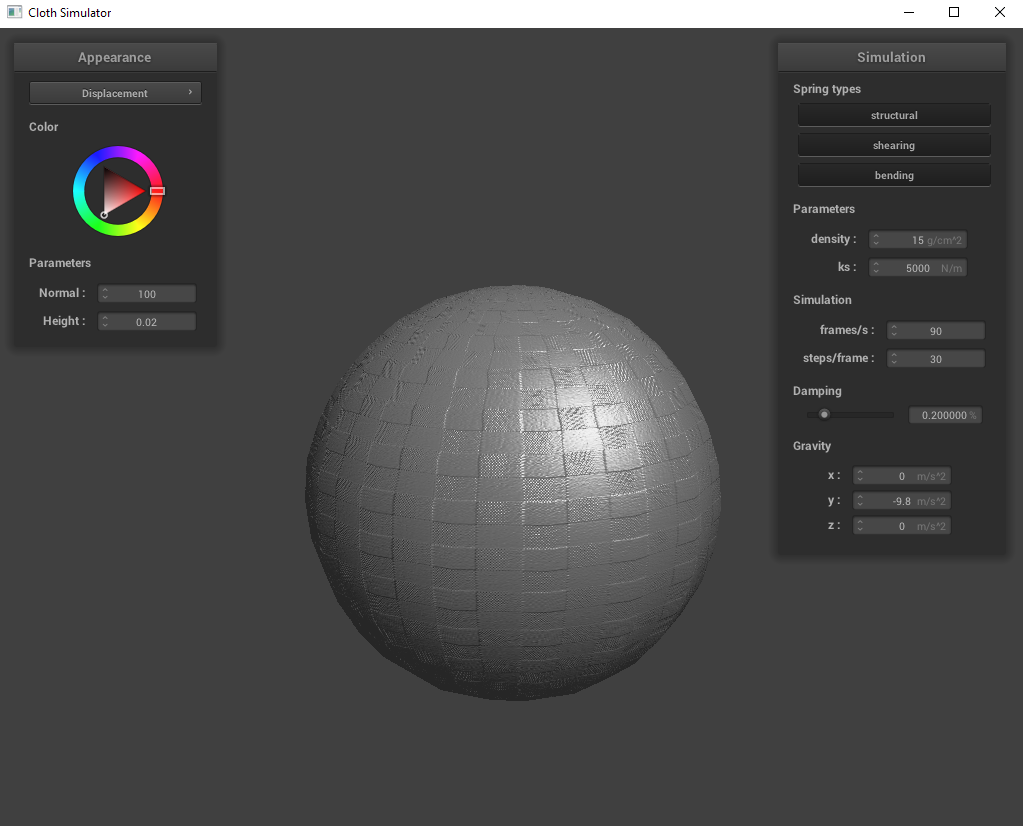 Cloth Simulator
Appearance
Displacement
Color
Parameters
Normal : 100
Height : 0.02
Simulation
Spring types
structural
shearing
bending
Parameters
density : 15 g/cm^2
ks : 5000 N/m
Simulation
frames/s : 90
steps/frame : 30
Damping
0.200000 %
Gravity
x : 0 m/s^2
y : -9.8 m/s^2
z : 0 m/s^2